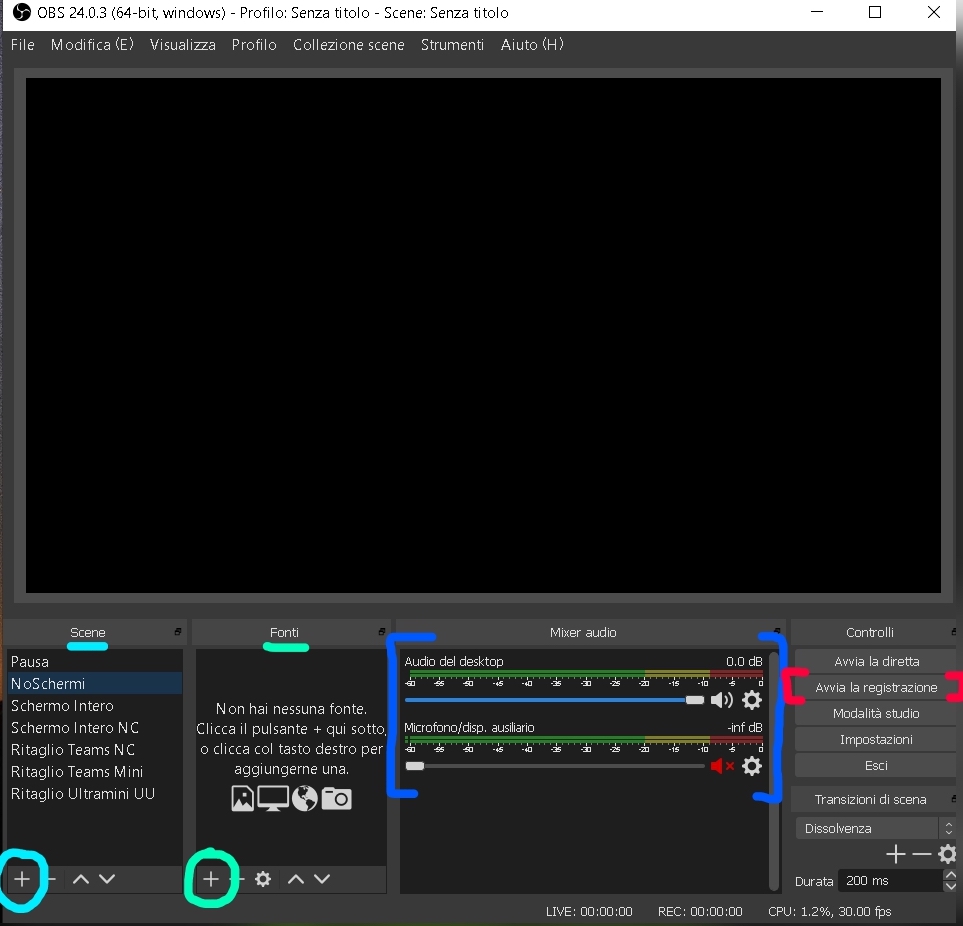 OBS 24.0.3 (64-bit, windows) - Profilo: Senza titolo - Scene: Senza titolo
File Modifica (E) Visualizza Profilo Collezione scene Strumenti Aiuto (H)
Scene
Pausa
NoSchermi
Schermo Intero
Schermo Intero NC
Ritaglio Teams NC
Ritaglio Teams Mini
Ritaglio Ultramini UU
Fonti
Non hai nessuna fonte.
Clicca il pulsante + qui sotto,
o clicca col tasto destro per
aggiungerne una.
Mixer audio
Audio del desktop 0.0 dB
-60 -55 -50 -45 -40 -35 -30 -25 -20 -15 -10 -5 0
Microfono/disp. ausiliario -inf dB
-60 -55 -50 -45 -40 -35 -30 -25 -20 -15 -10 -5 0
Controlli
Avvia la diretta
Avvia la registrazione
Modalità studio
Impostazioni
Esci
Transizioni di scena
Dissolvenza
Durata 200 ms
LIVE: 00:00:00 REC: 00:00:00 CPU: 1.2%, 30.00 fps